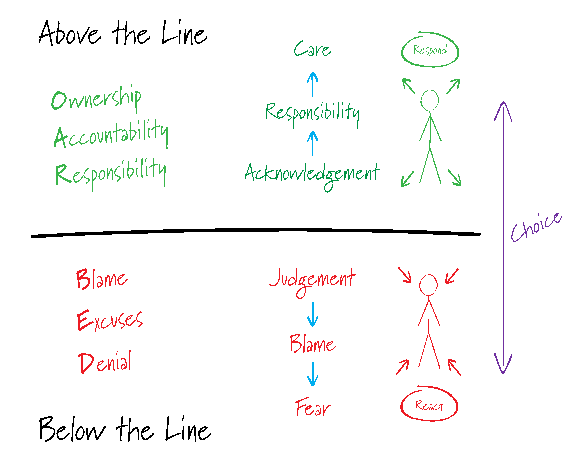 Above the Line
Care
Respond
Ownership
Responsibility
Accountability
Responsibility
Acknowledgement
Choice
Blame
Judgement
Excuses
Blame
Denial
Fear
React
Below the Line